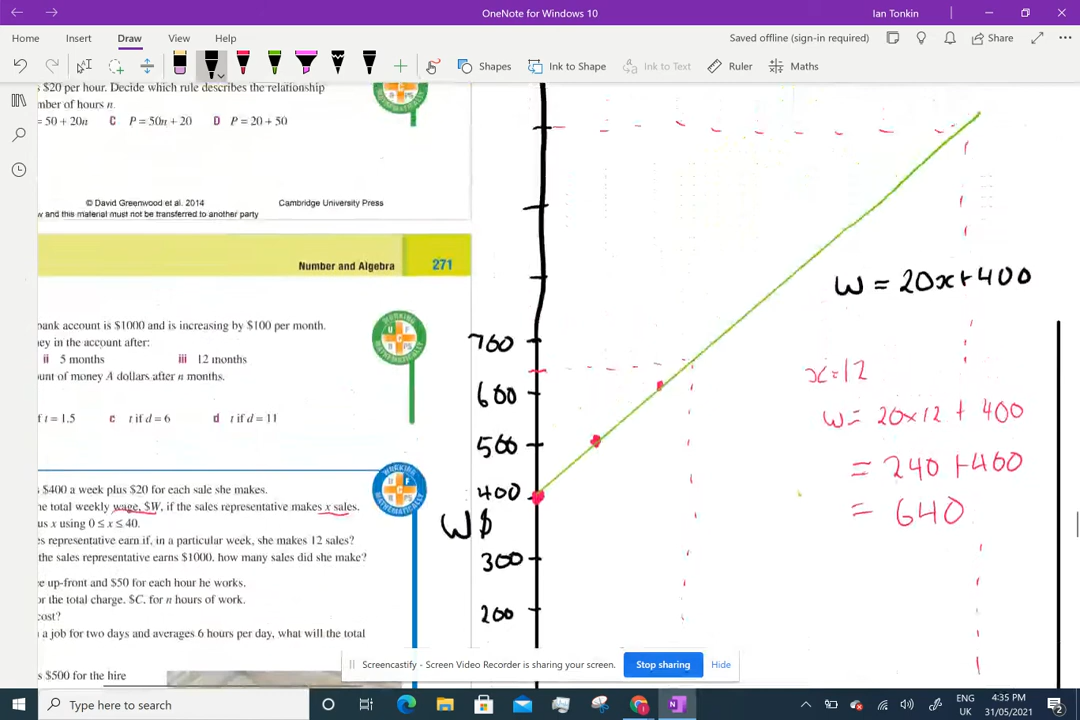 OneNote for Windows 10
Ian Tonkin
Home Insert Draw View Help
Saved offline (sign-in required)
Share
Shapes
Ink to Shape
Ink to Text
Ruler
Maths
$20 per hour. Decide which rule describes the relationship
mber of hours n.
= 50 + 20n C P = 50n + 20 D P = 20 + 50
© David Greenwood et al. 2014 Cambridge University Press
and this material must not be transferred to another party
Number and Algebra 271
bank account is $1000 and is increasing by $100 per month.
ey in the account after:
ii 5 months iii 12 months
unt of money A dollars after n months.
if t = 1.5 c t if d = 6 d t if d = 11
$400 a week plus $20 for each sale she makes.
he total weekly wage, $W, if the sales representative makes x sales.
us x using 0 ≤ x ≤ 40.
es representative earn if, in a particular week, she makes 12 sales?
the sales representative earns $1000, how many sales did she make?
e up-front and $50 for each hour he works.
or the total charge, $C, for n hours of work.
cost?
a job for two days and averages 6 hours per day, what will the total
$500 for the hire
700
600
500
400
W$
300
200
W = 20x+400
x=12
W= 20×12 + 400
= 240 +400
= 640
Screencastify - Screen Video Recorder is sharing your screen.
Stop sharing
Hide
Type here to search
ENG
UK
4:35 PM
31/05/2021
2